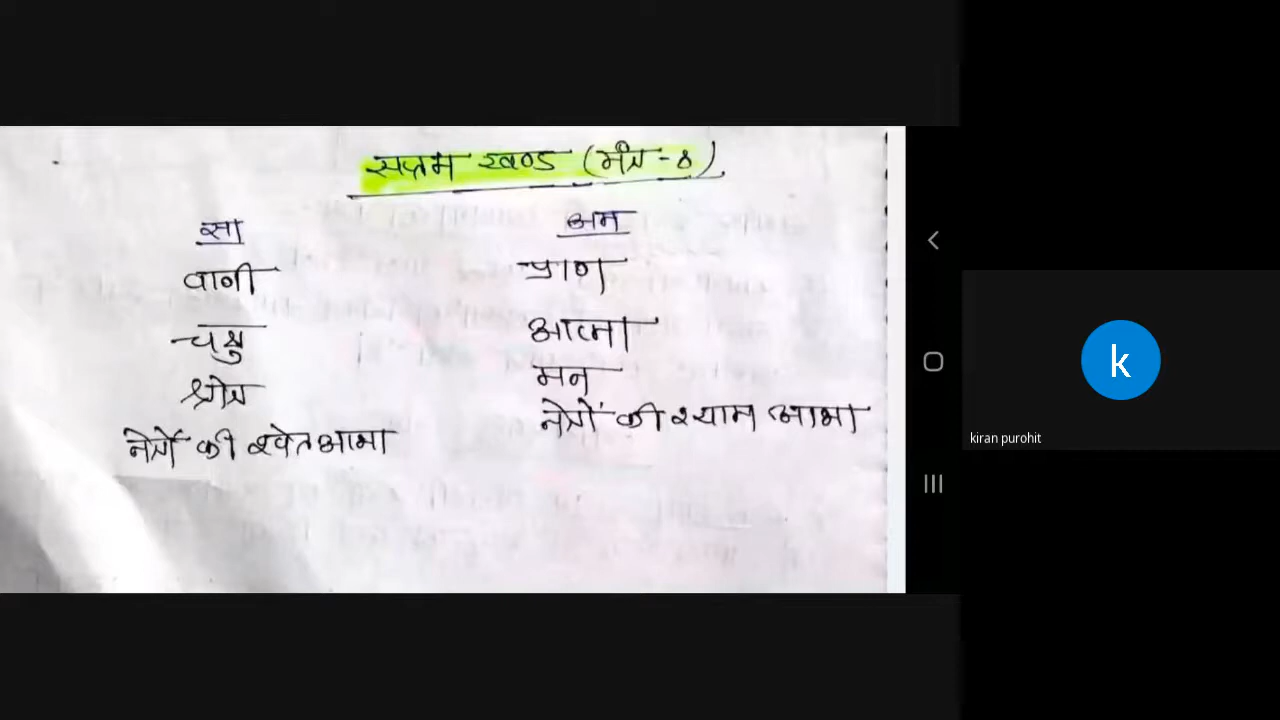 सप्तम खण्ड (मंत्र - 8)
सा अम
वानी प्राण
चक्षु आत्मा
श्रोत्र मन
नेत्रों की श्वेत आभा नेत्रों की श्याम आभा
k
kiran purohit